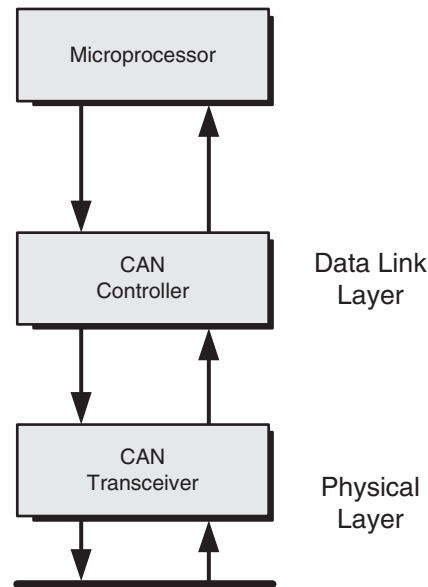 Microprocessor
CAN
Controller
Data Link
Layer
CAN
Transceiver
Physical
Layer